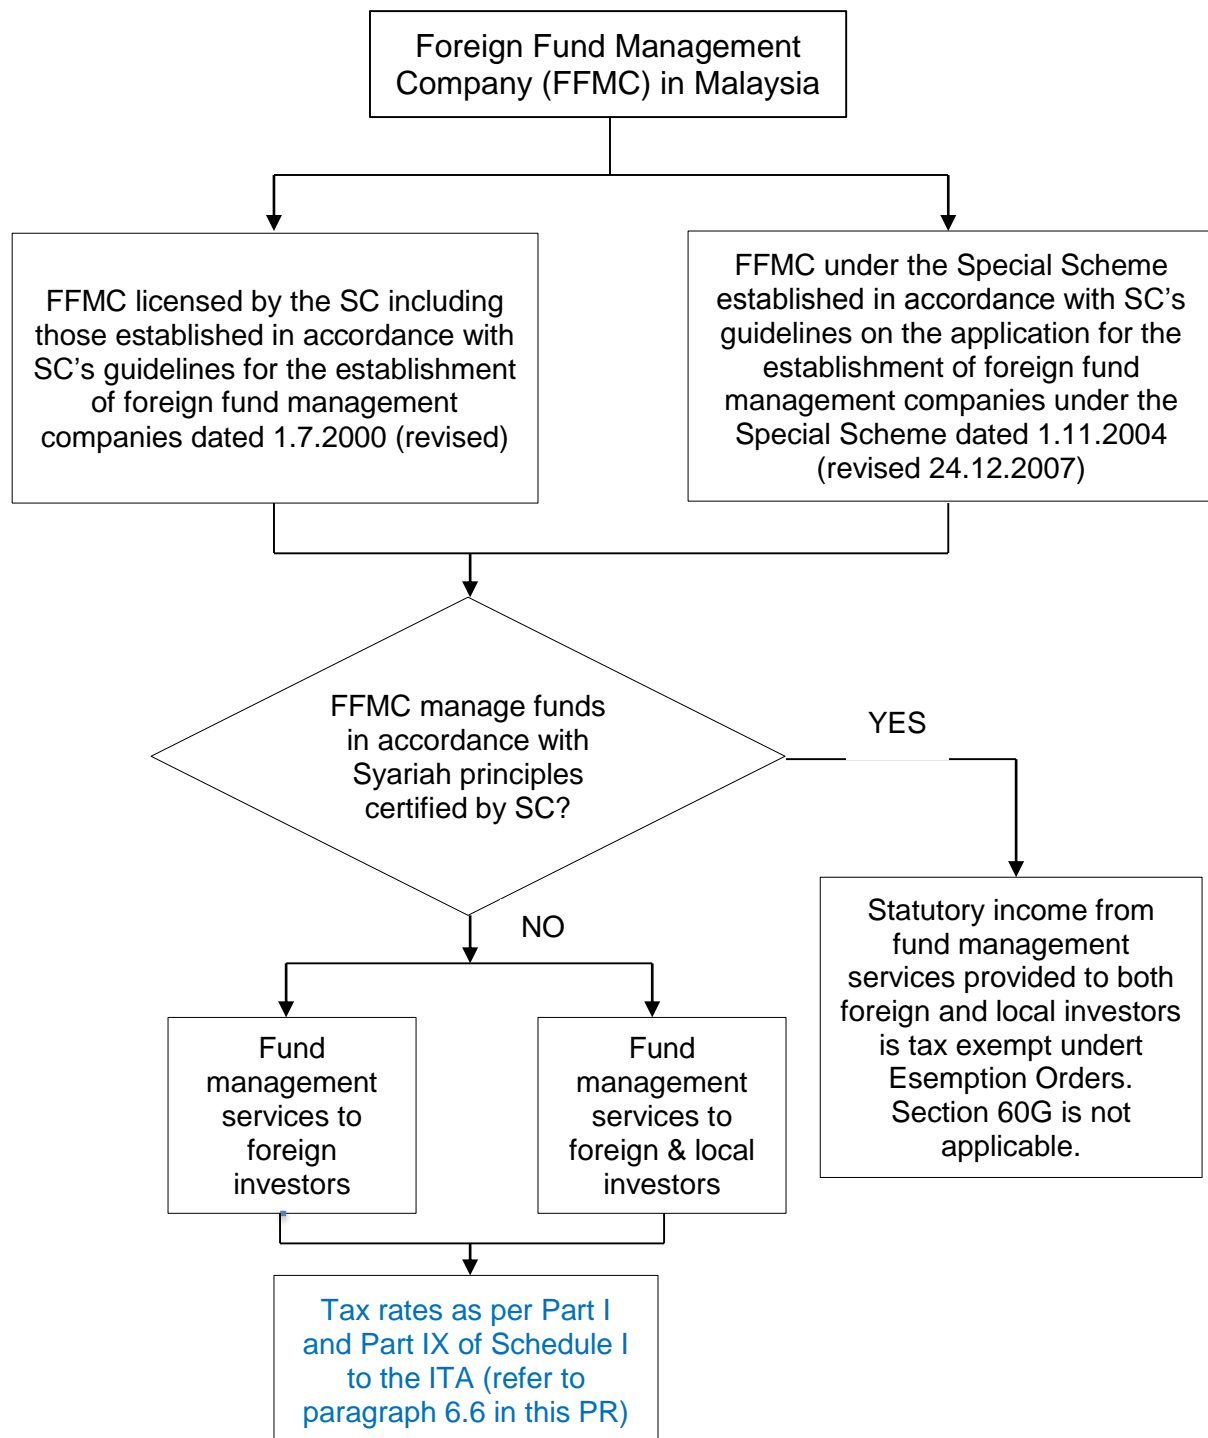 Foreign Fund Management
Company (FFMC) in Malaysia
FFMC licensed by the SC including
those established in accordance with
SC’s guidelines for the establishment
of foreign fund management
companies dated 1.7.2000 (revised)
FFMC under the Special Scheme
established in accordance with SC’s
guidelines on the application for the
establishment of foreign fund
management companies under the
Special Scheme dated 1.11.2004
(revised 24.12.2007)
FFMC manage funds
in accordance with
Syariah principles
certified by SC?
YES
NO
Statutory income from
fund management
services provided to both
foreign and local investors
is tax exempt undert
Esemption Orders.
Section 60G is not
applicable.
Fund
management
services to
foreign
investors
Fund
management
services to
foreign & local
investors
Tax rates as per Part I
and Part IX of Schedule I
to the ITA (refer to
paragraph 6.6 in this PR)